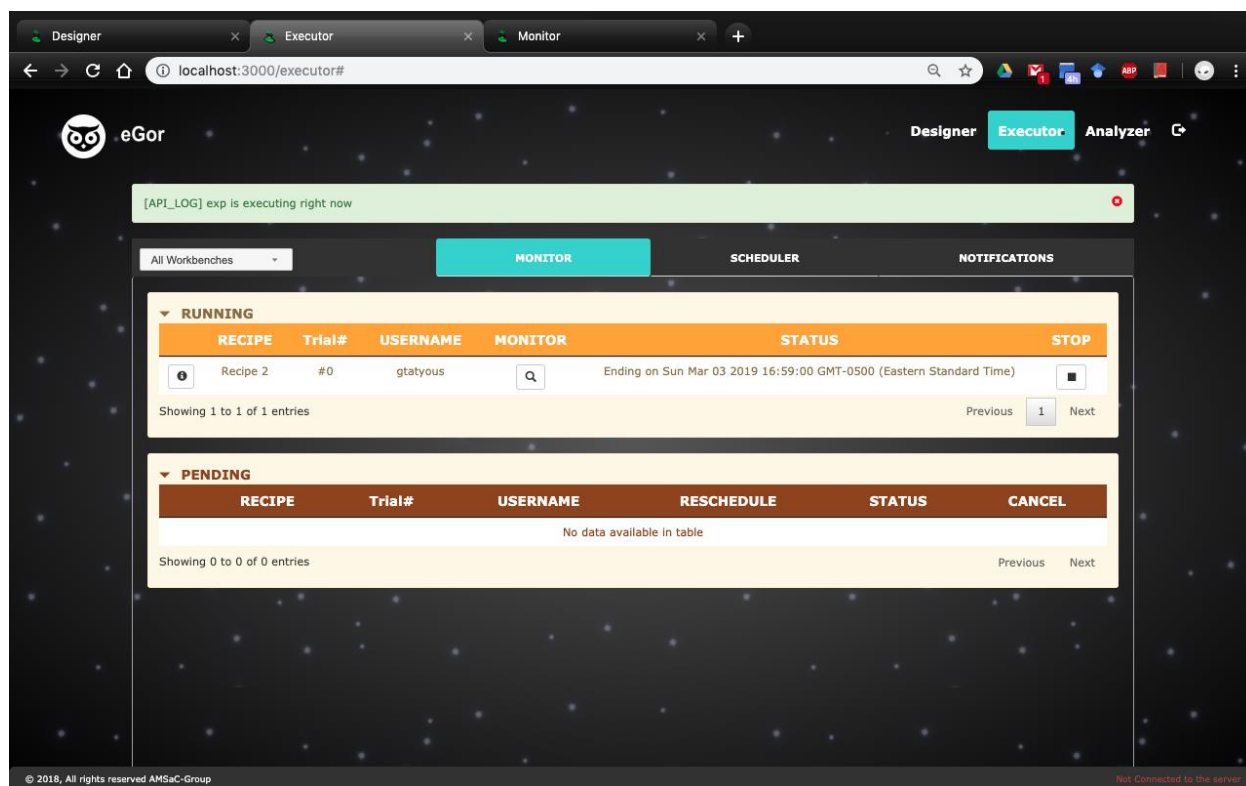 Designer
Executor
Monitor
localhost:3000/executor#
1
4h
ABP
eGor
Designer Executor Analyzer
[API_LOG] exp is executing right now
All Workbenches
MONITOR SCHEDULER NOTIFICATIONS
RUNNING
RECIPE Trial# USERNAME MONITOR STATUS STOP
Recipe 2 #0 gtatyous Ending on Sun Mar 03 2019 16:59:00 GMT-0500 (Eastern Standard Time)
Showing 1 to 1 of 1 entries Previous 1 Next
PENDING
RECIPE Trial# USERNAME RESCHEDULE STATUS CANCEL
No data available in table
Showing 0 to 0 of 0 entries Previous Next
© 2018, All rights reserved AMSaC-Group Not Connected to the server